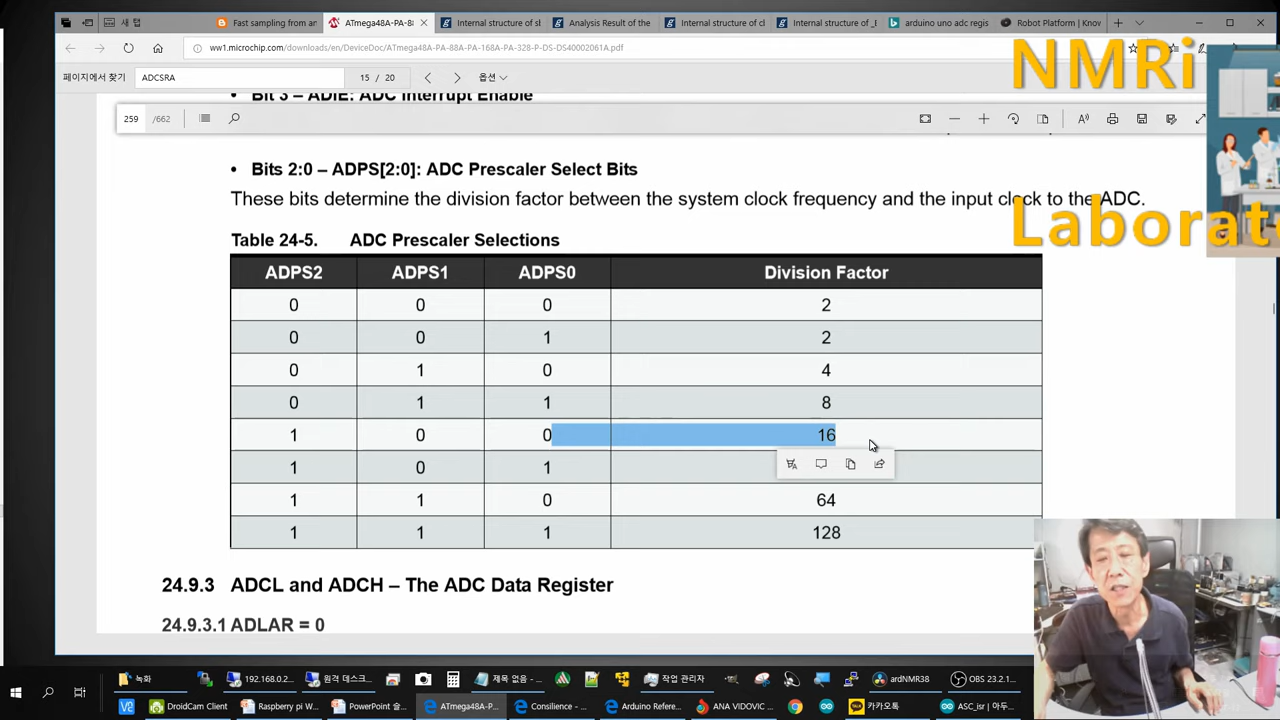 새 탭
Fast sampling from an
ATmega48A-PA-88
Internal structure of st
Analysis Result of the
Internal structure of cl
Internal structure of _E
arduino uno adc regis
Robot Platform | Knov
ww1.microchip.com/downloads/en/DeviceDoc/ATmega48A-PA-88A-PA-168A-PA-328-P-DS-DS40002061A.pdf
NMRi
페이지에서 찾기
ADCSRA
15 / 20
옵션
• Bit 3 – ADIE: ADC Interrupt Enable
259 /662
• Bits 2:0 – ADPS[2:0]: ADC Prescaler Select Bits
These bits determine the division factor between the system clock frequency and the input clock to the ADC.
Laborat
Table 24-5. ADC Prescaler Selections
ADPS2 ADPS1 ADPS0 Division Factor
0 0 0 2
0 0 1 2
0 1 0 4
0 1 1 8
1 0 0 16
1 0 1
1 1 0 64
1 1 1 128
24.9.3 ADCL and ADCH – The ADC Data Register
24.9.3.1 ADLAR = 0
녹화
192.168.0.2...
원격 데스크...
제목 없음 - ...
작업 관리자
ardNMR38
OBS 23.2.1...
DroidCam Client
Raspberry pi W...
PowerPoint 슬...
ATmega48A-P...
Consilience - ...
Arduino Refere...
ANA VIDOVIC ...
카카오톡
ASC_isr | 아두...